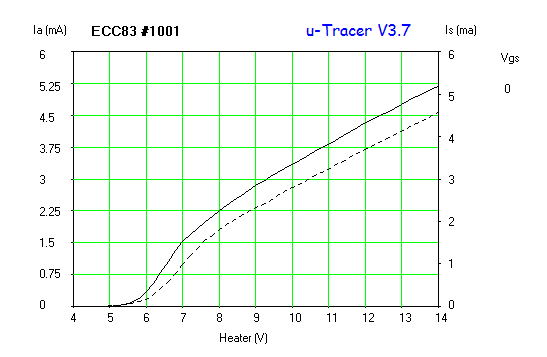 Ia (mA) ECC83 #1001 u-Tracer V3.7 Is (ma)
6 6 Vgs
5.25 5 0
4.5 4
3.75
3 3
2.25 2
1.5
0.75 1
0 0
4 5 6 7 8 9 10 11 12 13 14
Heater (V)